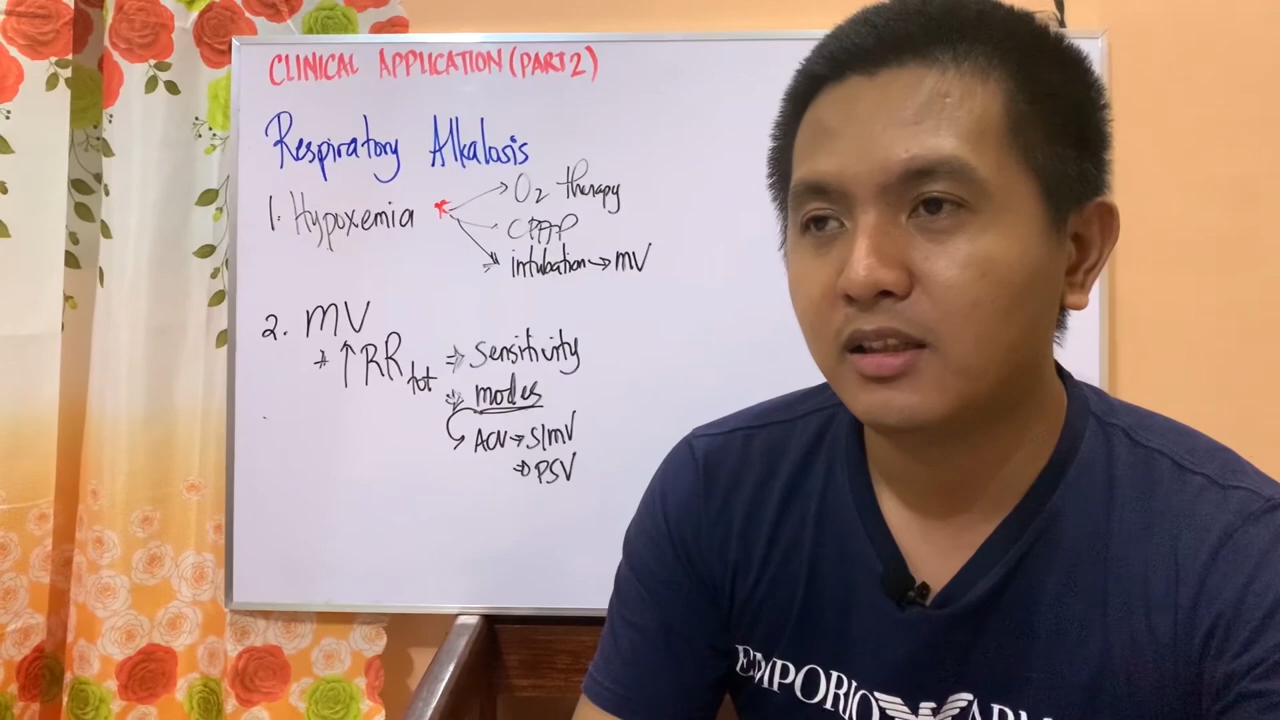 CLINICAL APPLICATION (PART 2)
Respiratory Alkalosis
1. Hypoxemia * → O2 therapy
→ CPAP
→ intubation → MV
2. MV
→ ↑RR tot ⇒ sensitivity
⇒ modes
ACV → SIMV
⇒ PSV
EMPORIO ARM